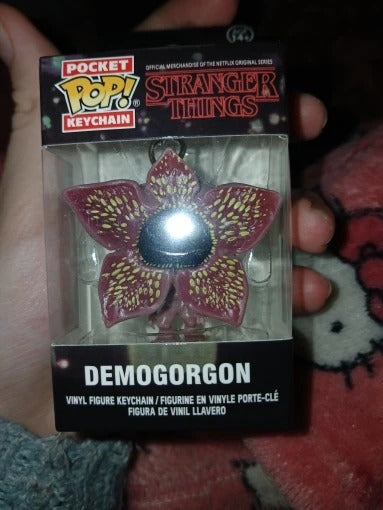 POCKET
POP!®
KEYCHAIN
OFFICIAL MERCHANDISE OF THE NETFLIX ORIGINAL SERIES
STRANGER
THINGS
DEMOGORGON
VINYL FIGURE KEYCHAIN / FIGURINE EN VINYLE PORTE-CLÉ
FIGURA DE VINIL LLAVERO